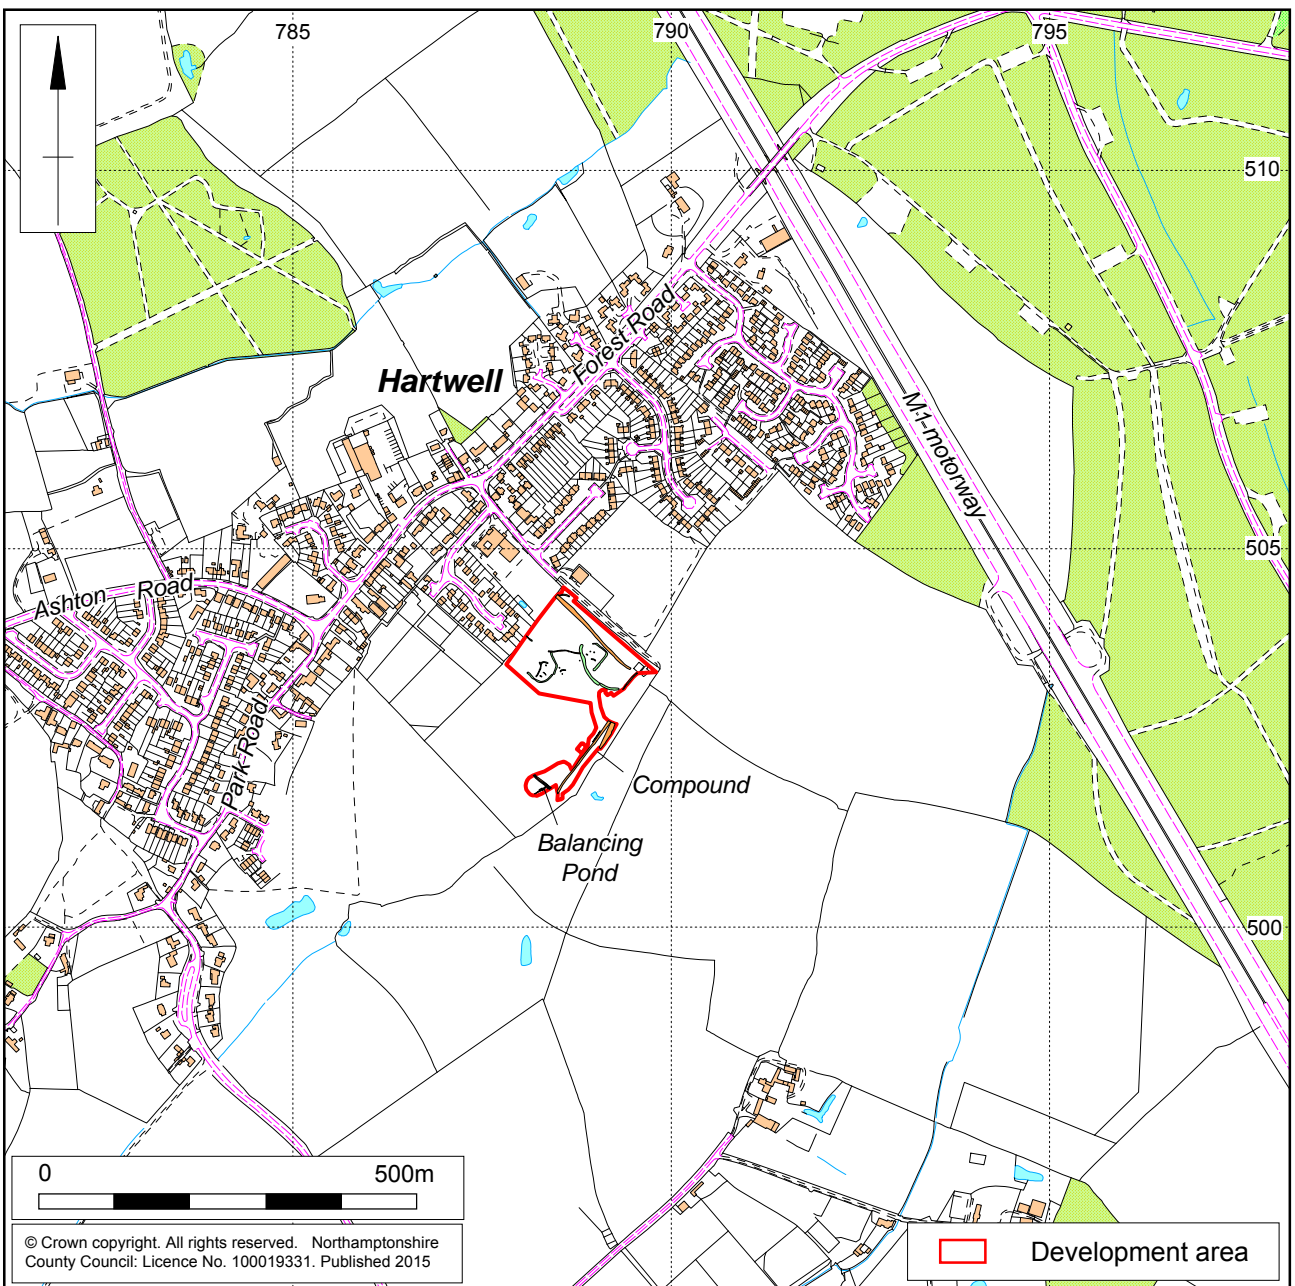 785
790
795
510
Forest Road
Hartwell
M1 motorway
505
Ashton Road
Park Road
Compound
Balancing
Pond
500
0 500m
© Crown copyright. All rights reserved. Northamptonshire
County Council: Licence No. 100019331. Published 2015
Development area